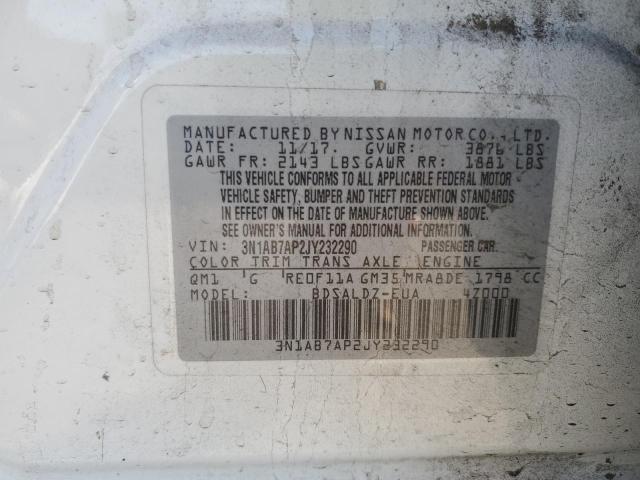 MANUFACTURED BY NISSAN MOTOR CO., LTD.
DATE: 11/17. GVWR: 3876 LBS
GAWR FR: 2143 LBS GAWR RR: 1881 LBS
THIS VEHICLE CONFORMS TO ALL APPLICABLE FEDERAL MOTOR
VEHICLE SAFETY, BUMPER AND THEFT PREVENTION STANDARDS
IN EFFECT ON THE DATE OF MANUFACTURE SHOWN ABOVE.
SEE OWNER'S MANUAL FOR ADDITIONAL INFORMATION.
VIN: 3N1AB7AP2JY232290 PASSENGER CAR.
COLOR TRIM TRANS AXLE ENGINE
QM1 G RE0F11A GM35 MRA8DE 1798 CC
MODEL: BDSALDZ-EUA 4Z000
3N1AB7AP2JY232290